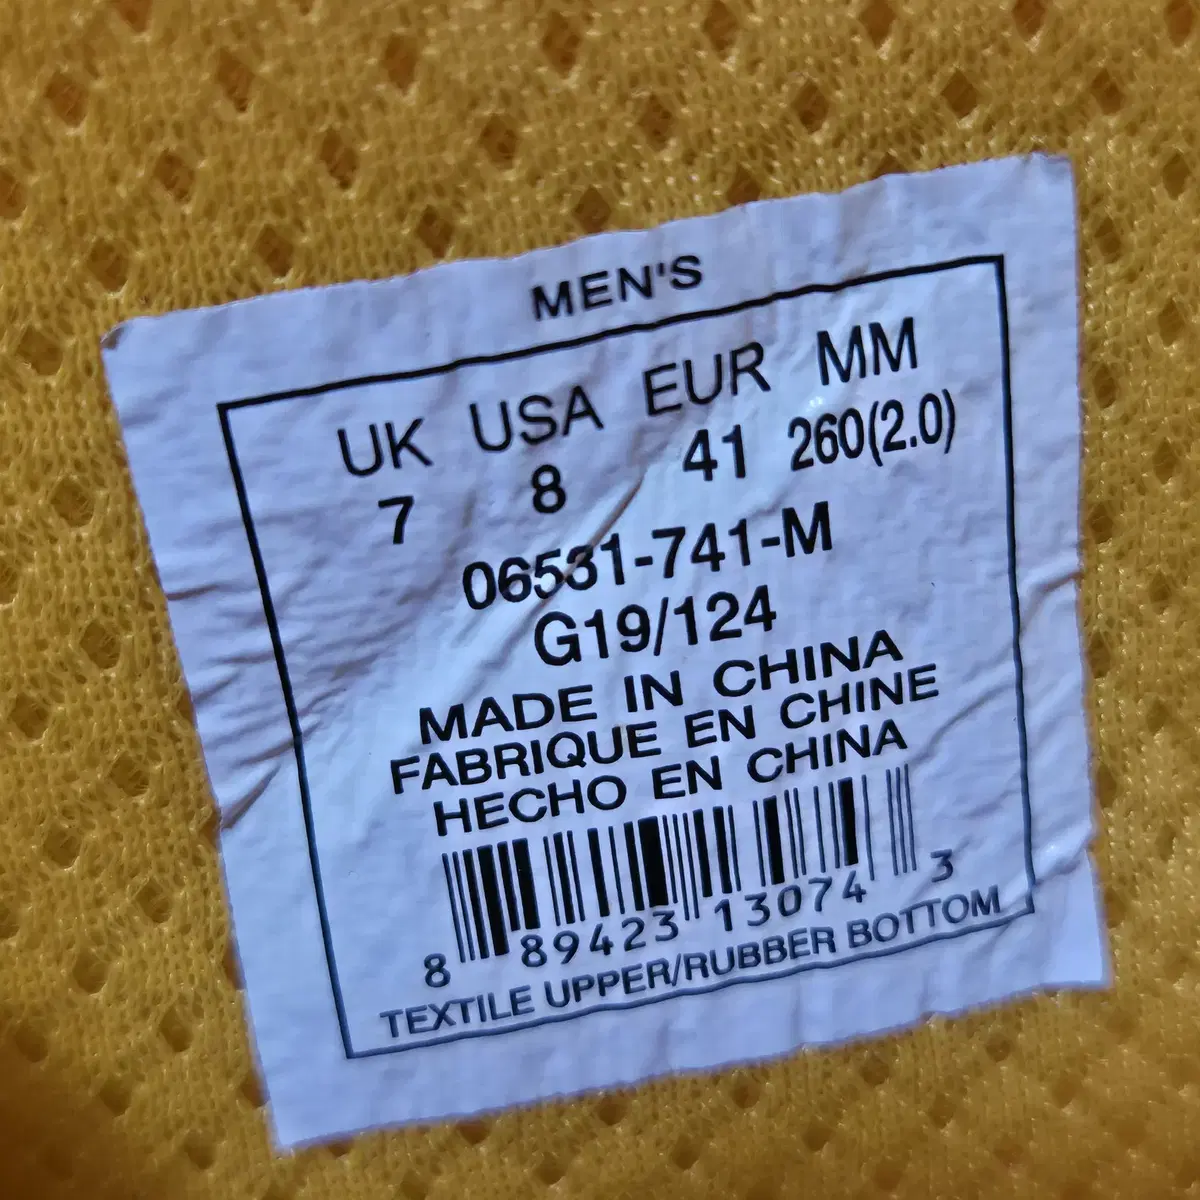 MEN'S
UK USA EUR MM
7 8 41 260(2.0)
06531-741-M
G19/124
MADE IN CHINA
FABRIQUE EN CHINE
HECHO EN CHINA
8 89423 13074 3
TEXTILE UPPER/RUBBER BOTTOM